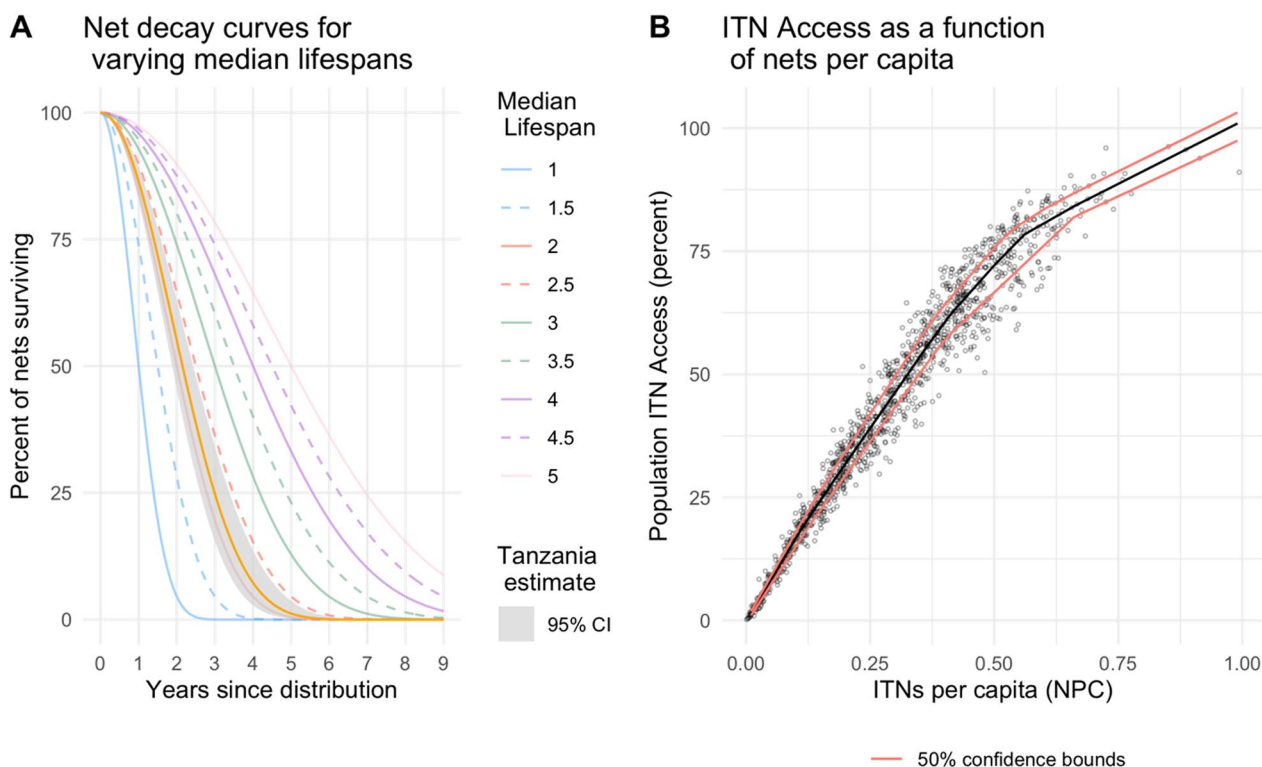 A
Net decay curves for
varying median lifespans
Percent of nets surviving
100
75
50
25
0
0 1 2 3 4 5 6 7 8 9
Years since distribution
Median
Lifespan
1
1.5
2
2.5
3
3.5
4
4.5
5
Tanzania
estimate
95% CI
B
ITN Access as a function
of nets per capita
Population ITN Access (percent)
100
75
50
25
0
0.00 0.25 0.50 0.75 1.00
ITNs per capita (NPC)
50% confidence bounds